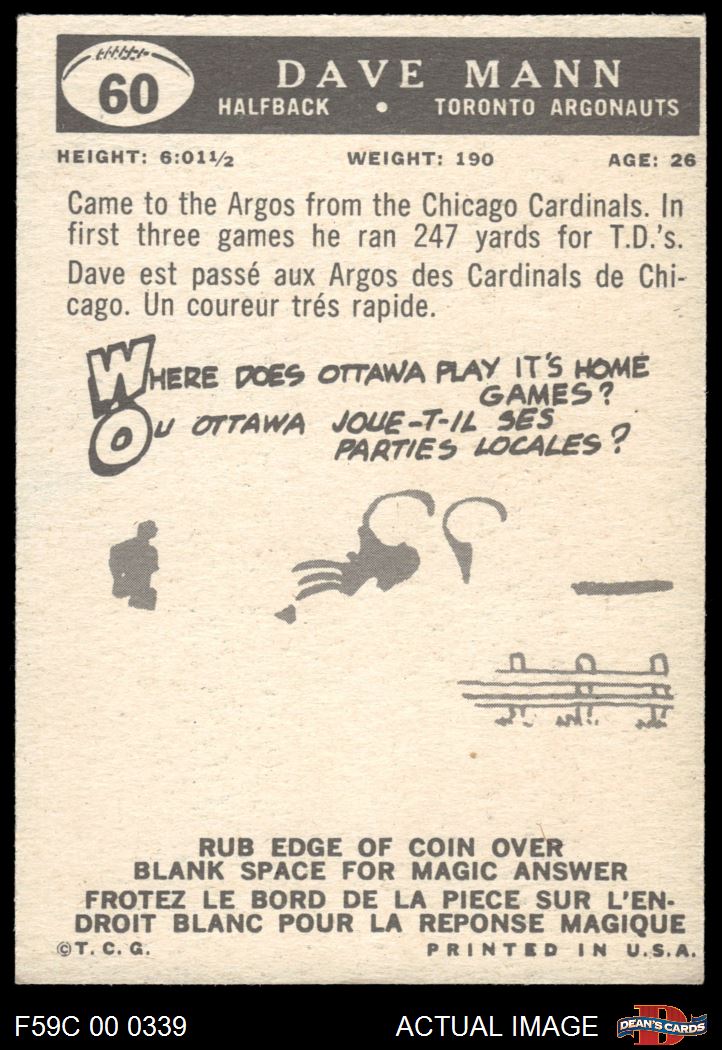 60
DAVE MANN
HALFBACK • TORONTO ARGONAUTS
HEIGHT: 6:01½ WEIGHT: 190 AGE: 26
Came to the Argos from the Chicago Cardinals. In
first three games he ran 247 yards for T.D.'s.
Dave est passé aux Argos des Cardinals de Chi-
cago. Un coureur trés rapide.
WHERE DOES OTTAWA PLAY IT'S HOME
GAMES?
OU OTTAWA JOUE-T-IL SES
PARTIES LOCALES?
RUB EDGE OF COIN OVER
BLANK SPACE FOR MAGIC ANSWER
FROTEZ LE BORD DE LA PIECE SUR L'EN-
DROIT BLANC POUR LA REPONSE MAGIQUE
©T. C. G. PRINTED IN U.S.A.
F59C 00 0339 ACTUAL IMAGE D DEAN'S CARDS